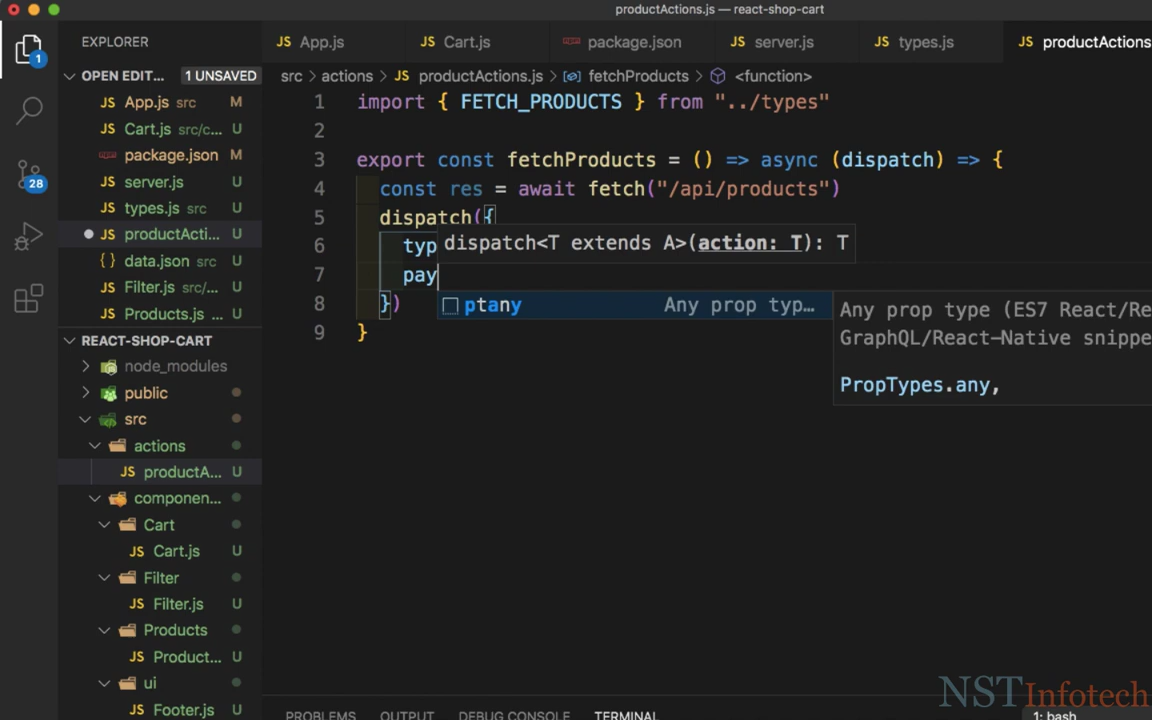 productActions.js — react-shop-cart
EXPLORER
JS App.js
JS Cart.js
package.json
JS server.js
JS types.js
JS productActions
1
OPEN EDIT... 1 UNSAVED
src > actions > JS productActions.js > fetchProducts > <function>
JS App.js src M
JS Cart.js src/c... U
package.json M
JS server.js U
JS types.js src U
JS productActi... U
{ } data.json src U
JS Filter.js src/... U
JS Products.js ... U
28
1 import { FETCH_PRODUCTS } from "../types"
2
3 export const fetchProducts = () => async (dispatch) => {
4 const res = await fetch("/api/products")
5 dispatch({
6 typ
dispatch<T extends A>(action: T): T
7 pay
8 })
ptany Any prop typ...
9 }
Any prop type (ES7 React/Re
GraphQL/React-Native snippe
PropTypes.any,
REACT-SHOP-CART
node_modules
public
src
actions
JS productA... U
componen...
Cart
JS Cart.js U
Filter
JS Filter.js U
Products
JS Product... U
ui
JS Footer.js U
PROBLEMS OUTPUT DEBUG CONSOLE TERMINAL 1: bash
NSTInfotech